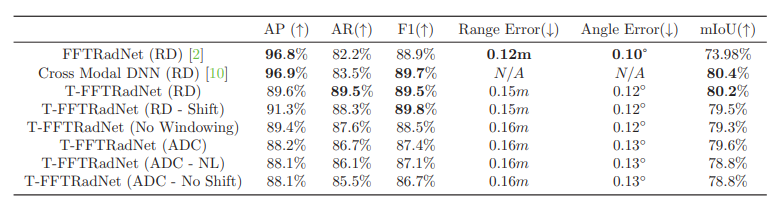 AP (↑) AR(↑) F1(↑) Range Error(↓) Angle Error(↓) mIoU(↑)
FFTRadNet (RD) [2] 96.8% 82.2% 88.9% 0.12m 0.10° 73.98%
Cross Modal DNN (RD) [10] 96.9% 83.5% 89.7% N/A N/A 80.4%
T-FFTRadNet (RD) 89.6% 89.5% 89.5% 0.15m 0.12° 80.2%
T-FFTRadNet (RD - Shift) 91.3% 88.3% 89.8% 0.15m 0.12° 79.5%
T-FFTRadNet (No Windowing) 89.4% 87.6% 88.5% 0.16m 0.12° 79.3%
T-FFTRadNet (ADC) 88.2% 86.7% 87.4% 0.16m 0.13° 79.6%
T-FFTRadNet (ADC - NL) 88.1% 86.1% 87.1% 0.16m 0.13° 78.8%
T-FFTRadNet (ADC - No Shift) 88.1% 85.5% 86.7% 0.16m 0.13° 78.8%